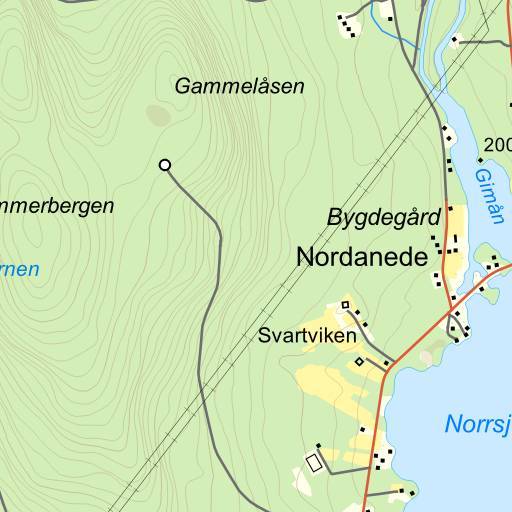 Gammelåsen
200
Gimån
mmerbergen
Bygdegård
Nordanede
rnen
Svartviken
Norrsj